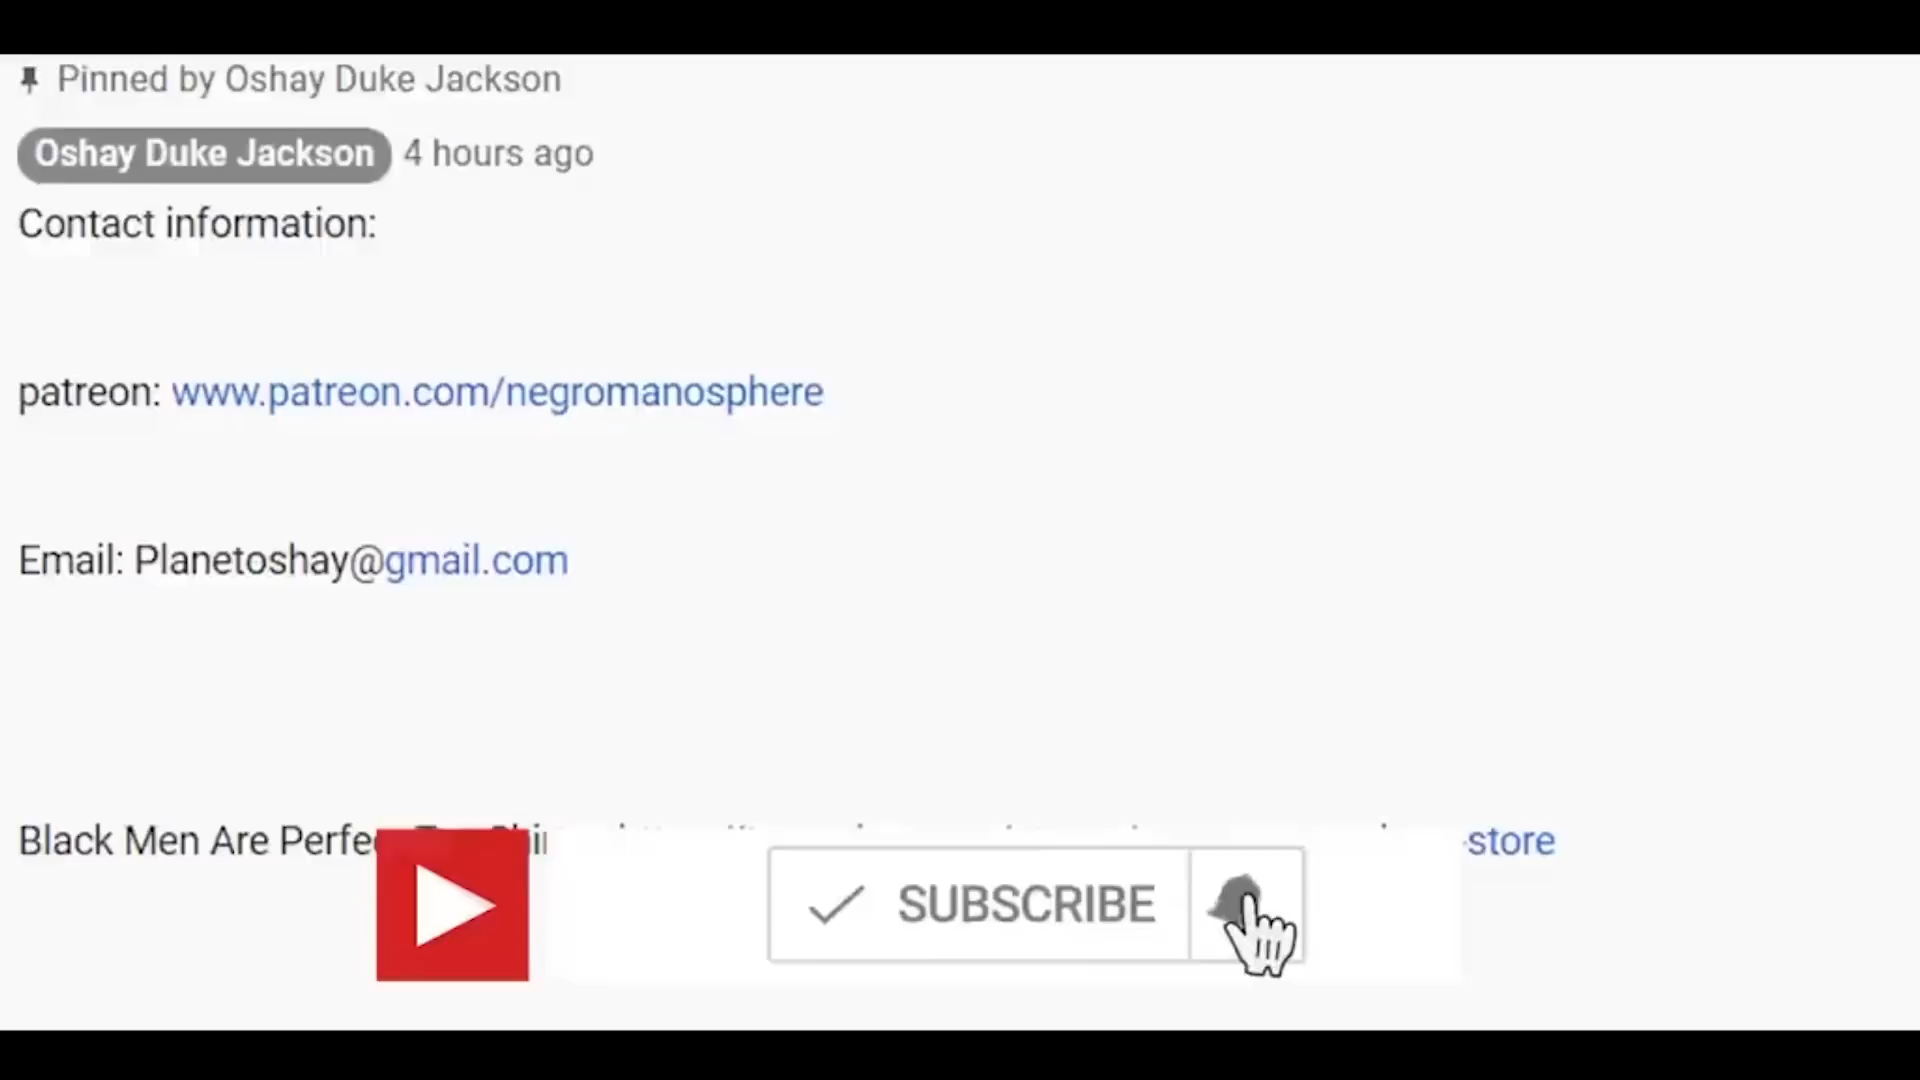 Pinned by Oshay Duke Jackson
Oshay Duke Jackson 4 hours ago
Contact information:
patreon: www.patreon.com/negromanosphere
Email: Planetoshay@gmail.com
Black Men Are -store
SUBSCRIBE